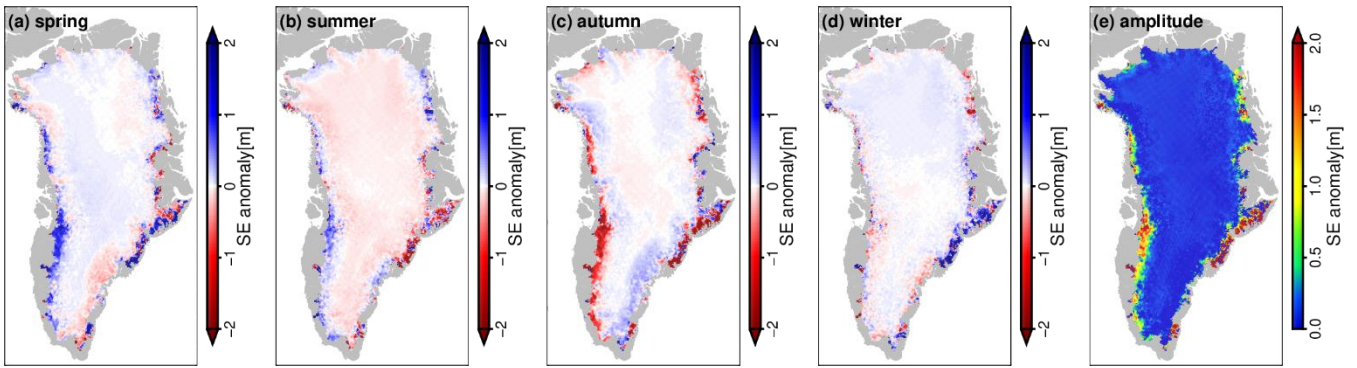 (a) spring
2
1
0
−1
−2
SE anomaly[m]
(b) summer
2
1
0
−1
−2
SE anomaly[m]
(c) autumn
2
1
0
−1
−2
SE anomaly[m]
(d) winter
2
1
0
−1
−2
SE anomaly[m]
(e) amplitude
2.0
1.5
1.0
0.5
0.0
SE anomaly[m]